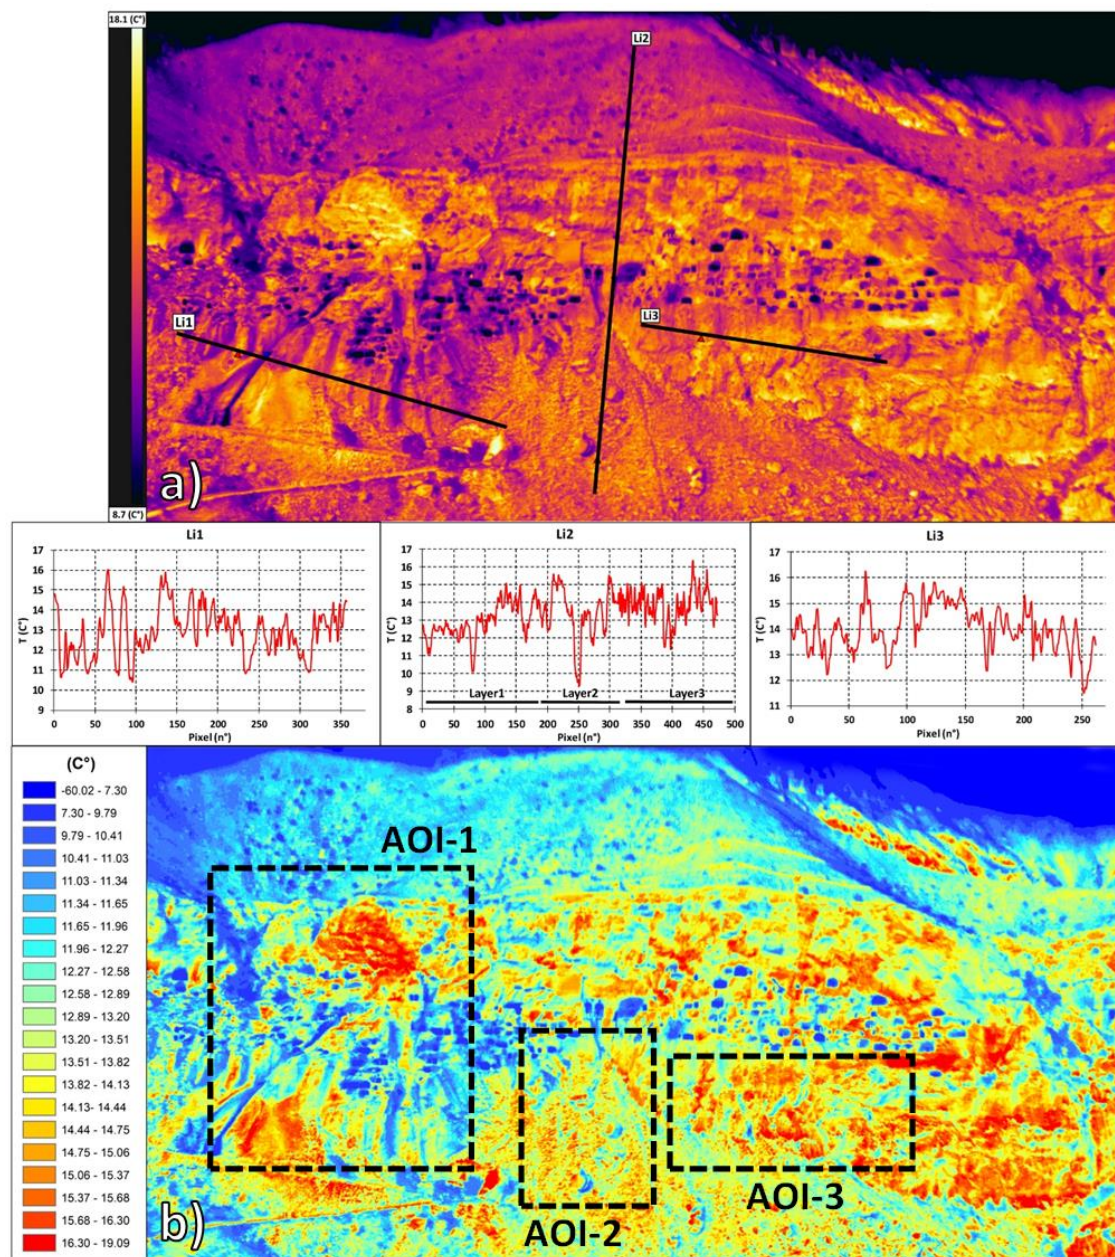 18.1 (C°)
Li2
Li1
Li3
a)
8.7 (C°)
Li1
17
16
15
14
13
12
11
10
9
T (C°)
0 50 100 150 200 250 300 350
Pixel (n°)
Li2
17
16
15
14
13
12
11
10
9
T (C°)
Layer1 Layer2 Layer3
0 50 100 150 200 250 300 350 400 450 500
Pixel (n°)
Li3
17
16
15
14
13
12
11
T (C°)
0 50 100 150 200 250
Pixel (n°)
(C°)
-60.02 - 7.30
7.30 - 9.79
9.79 - 10.41
10.41 - 11.03
11.03 - 11.34
11.34 - 11.65
11.65 - 11.96
11.96 - 12.27
12.27 - 12.58
12.58 - 12.89
12.89 - 13.20
13.20 - 13.51
13.51 - 13.82
13.82 - 14.13
14.13- 14.44
14.44 - 14.75
14.75 - 15.06
15.06 - 15.37
15.37 - 15.68
15.68 - 16.30
16.30 - 19.09
AOI-1
AOI-2
AOI-3
b)